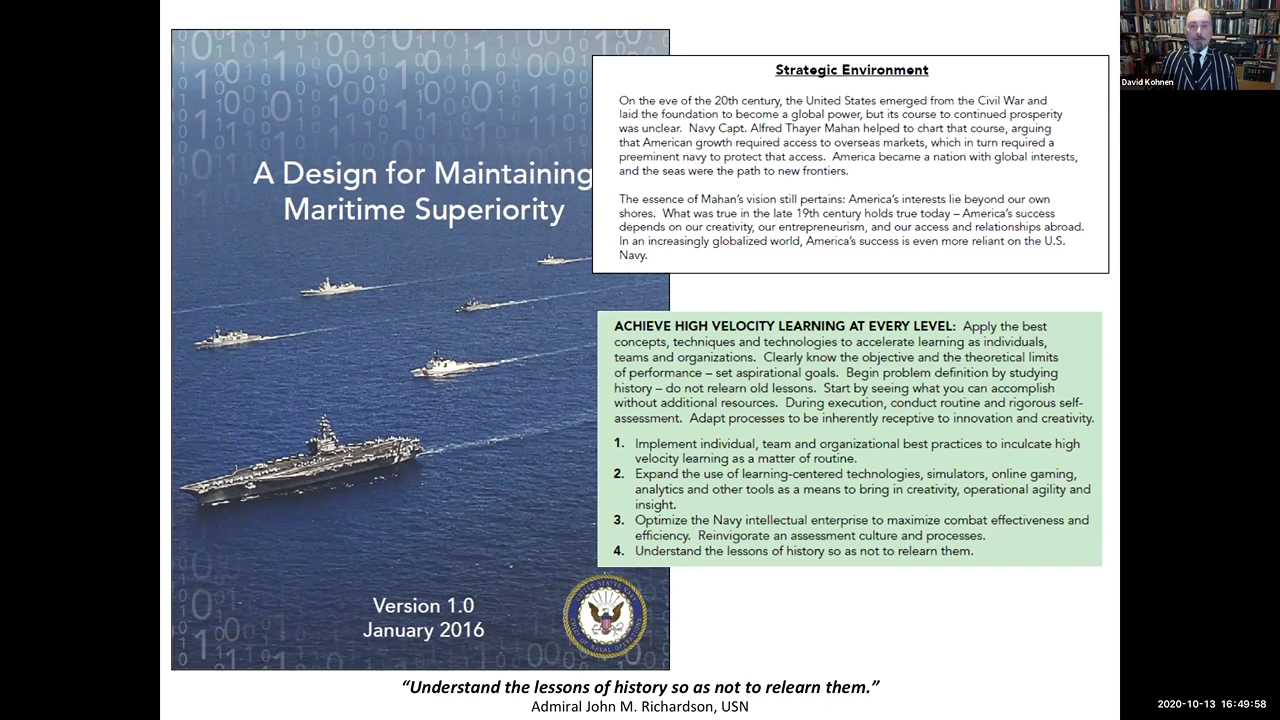 A Design for Maintaining
Maritime Superiority
Version 1.0
January 2016
Strategic Environment
On the eve of the 20th century, the United States emerged from the Civil War and
laid the foundation to become a global power, but its course to continued prosperity
was unclear. Navy Capt. Alfred Thayer Mahan helped to chart that course, arguing
that American growth required access to overseas markets, which in turn required a
preeminent navy to protect that access. America became a nation with global interests,
and the seas were the path to new frontiers.
The essence of Mahan's vision still pertains: America's interests lie beyond our own
shores. What was true in the late 19th century holds true today – America's success
depends on our creativity, our entrepreneurism, and our access and relationships abroad.
In an increasingly globalized world, America's success is even more reliant on the U.S.
Navy.
ACHIEVE HIGH VELOCITY LEARNING AT EVERY LEVEL: Apply the best
concepts, techniques and technologies to accelerate learning as individuals,
teams and organizations. Clearly know the objective and the theoretical limits
of performance – set aspirational goals. Begin problem definition by studying
history – do not relearn old lessons. Start by seeing what you can accomplish
without additional resources. During execution, conduct routine and rigorous self-
assessment. Adapt processes to be inherently receptive to innovation and creativity.
1. Implement individual, team and organizational best practices to inculcate high
velocity learning as a matter of routine.
2. Expand the use of learning-centered technologies, simulators, online gaming,
analytics and other tools as a means to bring in creativity, operational agility and
insight.
3. Optimize the Navy intellectual enterprise to maximize combat effectiveness and
efficiency. Reinvigorate an assessment culture and processes.
4. Understand the lessons of history so as not to relearn them.
“Understand the lessons of history so as not to relearn them.”
Admiral John M. Richardson, USN
David Kohnen
2020-10-13 16:49:58